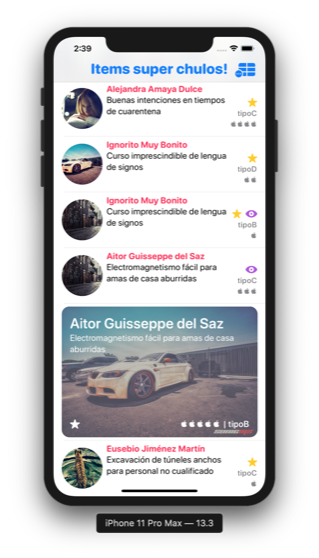 2:39
Items super chulos!
Alejandra Amaya Dulce
Buenas intenciones en tiempos
de cuarentena
tipoC
Ignorito Muy Bonito
Curso imprescindible de lengua
de signos
tipoD
Ignorito Muy Bonito
Curso imprescindible de lengua
de signos
tipoB
Aitor Guisseppe del Saz
Electromagnetismo fácil para
amas de casa aburridas
tipoC
Aitor Guisseppe del Saz
Electromagnetismo fácil para amas de casa
aburridas
| tipoB
Eusebio Jiménez Martín
Excavación de túneles anchos
para personal no cualificado
tipoC
iPhone 11 Pro Max — 13.3